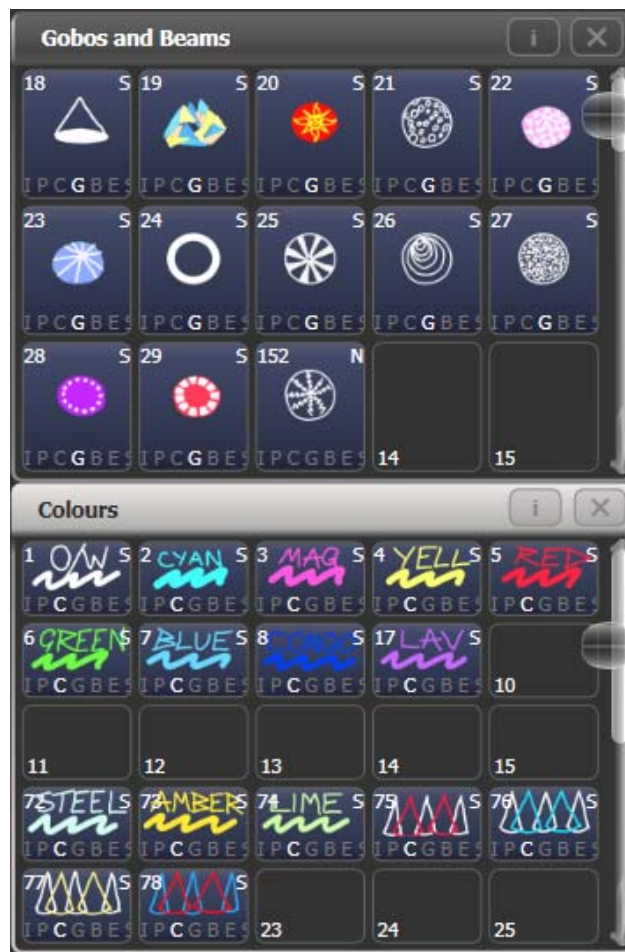 Gobos and Beams i X
18 S 19 S 20 S 21 S 22 S
IPCGBES IPCGBES IPCGBES IPCGBES IPCGBES
23 S 24 S 25 S 26 S 27 S
IPCGBES IPCGBES IPCGBES IPCGBES IPCGBES
28 S 29 S 152 N
IPCGBES IPCGBES IPCGBES 14 15
Colours i X
1 O/W S 2 CYAN S 3 MAG S 4 YELL S 5 RED S
IPCGBES IPCGBES IPCGBES IPCGBES IPCGBES
6 GREEN S 7 BLUE S 8 CONGO S 17 LAV S
IPCGBES IPCGBES IPCGBES IPCGBES 10
11 12 13 14 15
72 STEEL S 73 AMBER S 74 LIME S 75 S 76 S
IPCGBES IPCGBES IPCGBES IPCGBES IPCGBES
77 S 78 S
IPCGBES IPCGBES 23 24 25